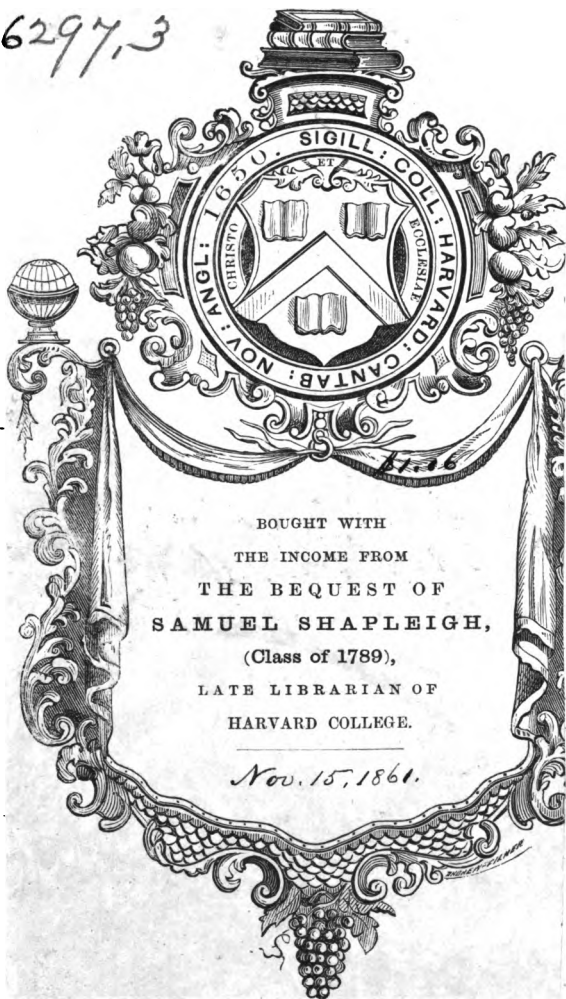 6297,3
SIGILL: COLL: HARVARD: CANTAB: NOV: ANGL: 1650.
ET
CHRISTO
ECCLESIAE
$1.06
BOUGHT WITH
THE INCOME FROM
THE BEQUEST OF
SAMUEL SHAPLEIGH,
(Class of 1789),
LATE LIBRARIAN OF
HARVARD COLLEGE.
Nov. 15, 1861.